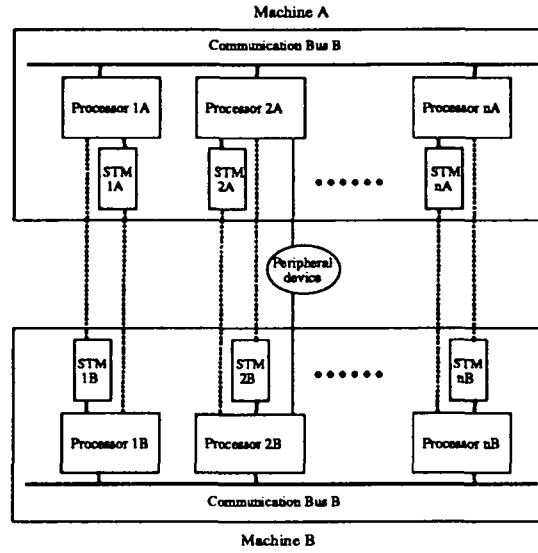 Machine A
Communication Bus B
Processor 1A
Processor 2A
Processor nA
STM
1A
STM
2A
STM
nA
Peripheral
device
STM
1B
STM
2B
STM
nB
Processor 1B
Processor 2B
Processor nB
Communication Bus B
Machine B